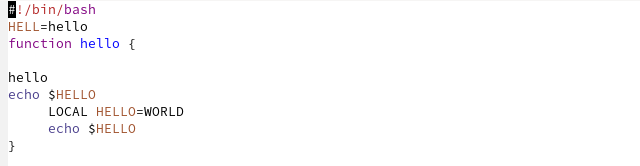 #!/bin/bash
HELL=hello
function hello {
hello
echo $HELLO
LOCAL HELLO=WORLD
echo $HELLO
}